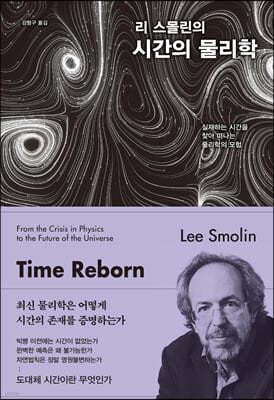 리 스몰린의
시간의 물리학
강형구 옮김
실재하는 시간을
찾아 떠나는
물리학의 모험
From the Crisis in Physics
to the Future of the Universe
Lee Smolin
Time Reborn
최신 물리학은 어떻게
시간의 존재를 증명하는가
빅뱅 이전에는 시간이 없었는가
완벽한 예측은 왜 불가능한가
자연법칙은 정말 영원불변하는가
도대체 시간이란 무엇인가